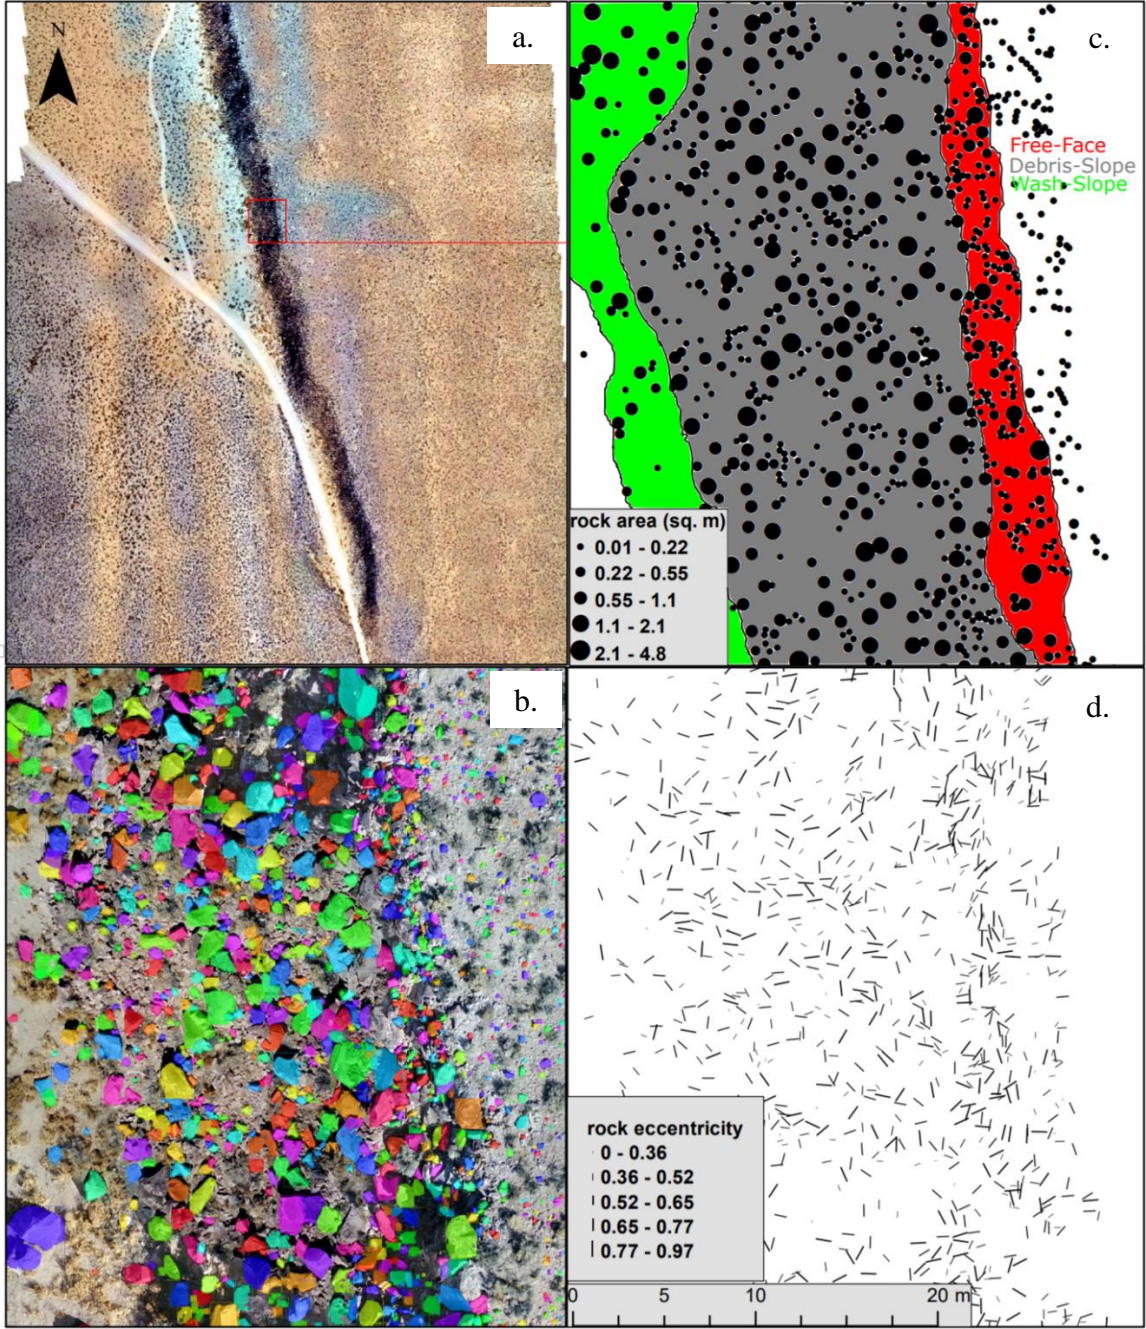 N
a.
c.
Free-Face
Debris-Slope
Wash-Slope
rock area (sq. m)
0.01 - 0.22
0.22 - 0.55
0.55 - 1.1
1.1 - 2.1
2.1 - 4.8
b.
d.
rock eccentricity
0 - 0.36
0.36 - 0.52
0.52 - 0.65
0.65 - 0.77
0.77 - 0.97
0 5 10 20 m